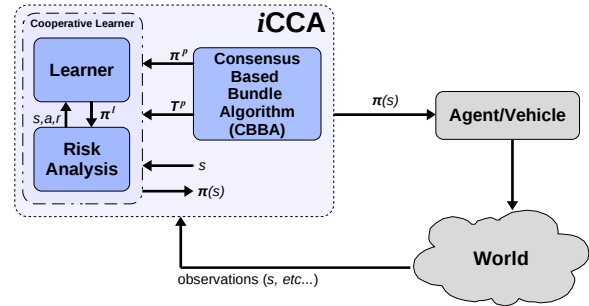 Cooperative Learner
iCCA
Learner
π^p
Consensus
Based
Bundle
Algorithm
(CBBA)
s,a,r
π^l
T^p
π(s)
Agent/Vehicle
Risk
Analysis
s
π(s)
World
observations (s, etc...)